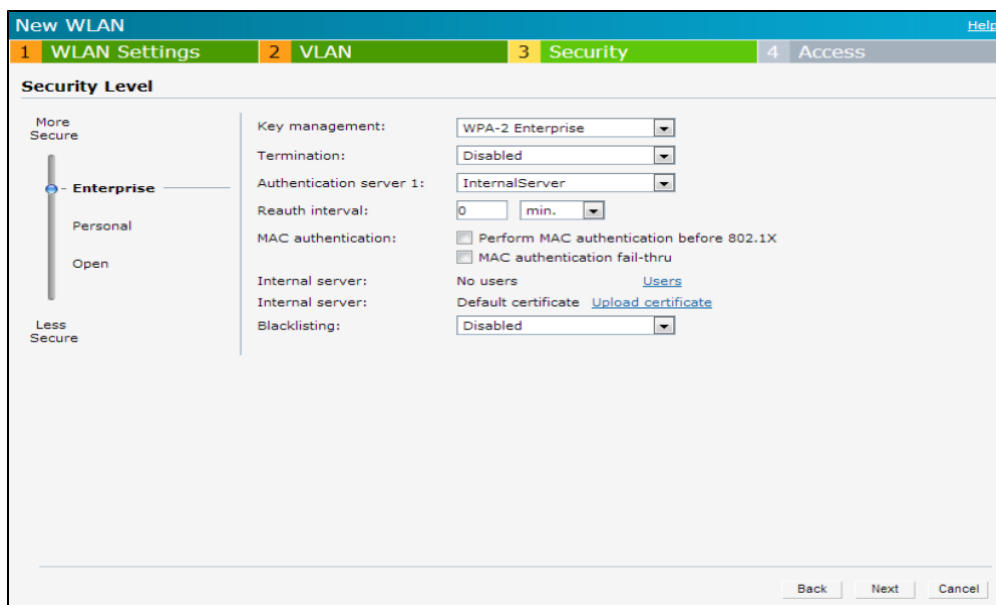 New WLAN Help
1 WLAN Settings 2 VLAN 3 Security 4 Access
Security Level
More
Secure
Enterprise
Personal
Open
Less
Secure
Key management: WPA-2 Enterprise
Termination: Disabled
Authentication server 1: InternalServer
Reauth interval: 0 min.
MAC authentication: Perform MAC authentication before 802.1X
MAC authentication fail-thru
Internal server: No users Users
Internal server: Default certificate Upload certificate
Blacklisting: Disabled
Back Next Cancel